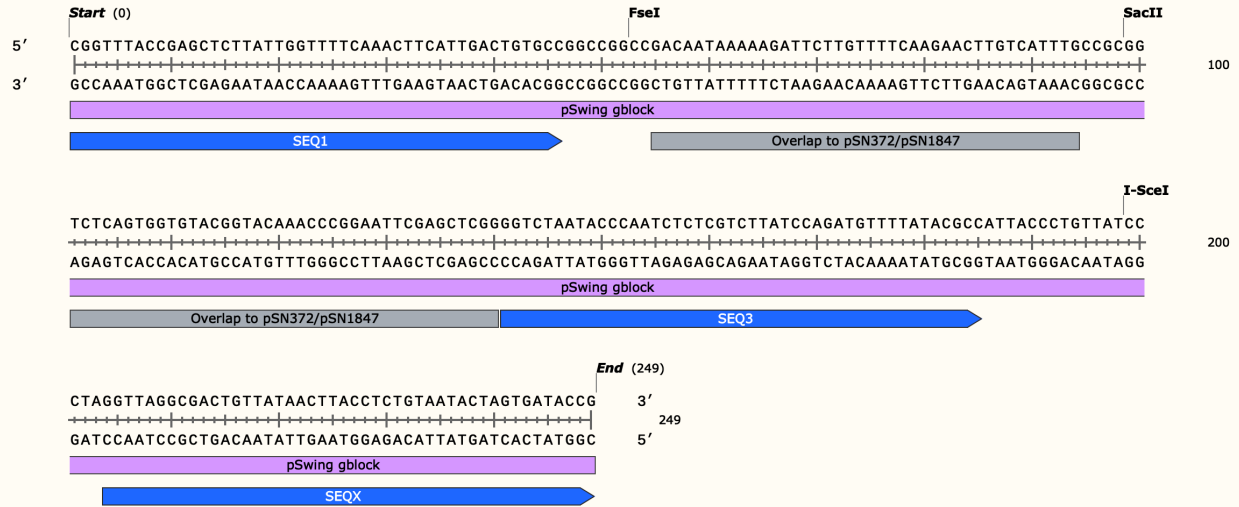 Start (0) FseI SacII
5′ CGGTTTACCGAGCTCTTATTGGTTTTCAAACTTCATTGACTGTGCCGGCCGGCCGACAATAAAAAGATTCTTGTTTTCAAGAACTTGTCATTTGCCGCGG
100
3′ GCCAAATGGCTCGAGAATAACCAAAAGTTTGAAGTAACTGACACGGCCGGCCGGCTGTTATTTTTCTAAGAACAAAAGTTCTTGAACAGTAAACGGCGCC
pSwing gblock
SEQ1 Overlap to pSN372/pSN1847
I-SceI
TCTCAGTGGTGTACGGTACAAACCCGGAATTCGAGCTCGGGGTCTAATACCCAATCTCTCGTCTTATCCAGATGTTTTATACGCCATTACCCTGTTATCC
200
AGAGTCACCACATGCCATGTTTGGGCCTTAAGCTCGAGCCCCAGATTATGGGTTAGAGAGCAGAATAGGTCTACAAAATATGCGGTAATGGGACAATAGG
pSwing gblock
Overlap to pSN372/pSN1847 SEQ3
End (249)
CTAGGTTAGGCGACTGTTATAACTTACCTCTGTAATACTAGTGATACCG 3′
249
GATCCAATCCGCTGACAATATTGAATGGAGACATTATGATCACTATGGC 5′
pSwing gblock
SEQX